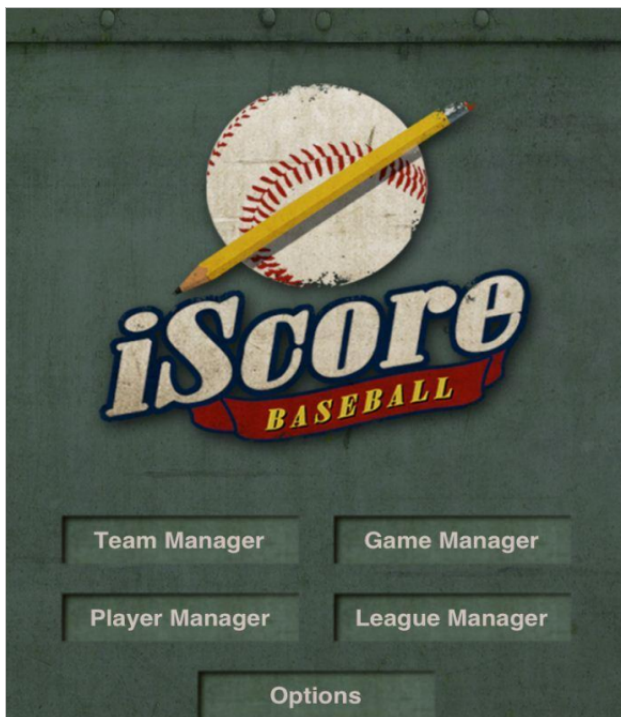 iScore
BASEBALL
Team Manager
Game Manager
Player Manager
League Manager
Options